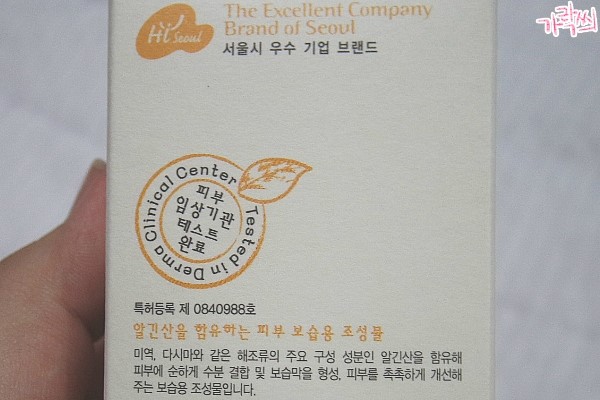 가락씨
Hi Seoul
The Excellent Company
Brand of Seoul
서울시 우수 기업 브랜드
Tested in Derma Clinical Center
피부
임상기관
테스트
완료
특허등록 제 0840988호
알긴산을 함유하는 피부 보습용 조성물
미역, 다시마와 같은 해조류의 주요 구성 성분인 알긴산을 함유해
피부에 순하게 수분 결합 및 보습막을 형성, 피부를 촉촉하게 개선해
주는 보습용 조성물입니다.